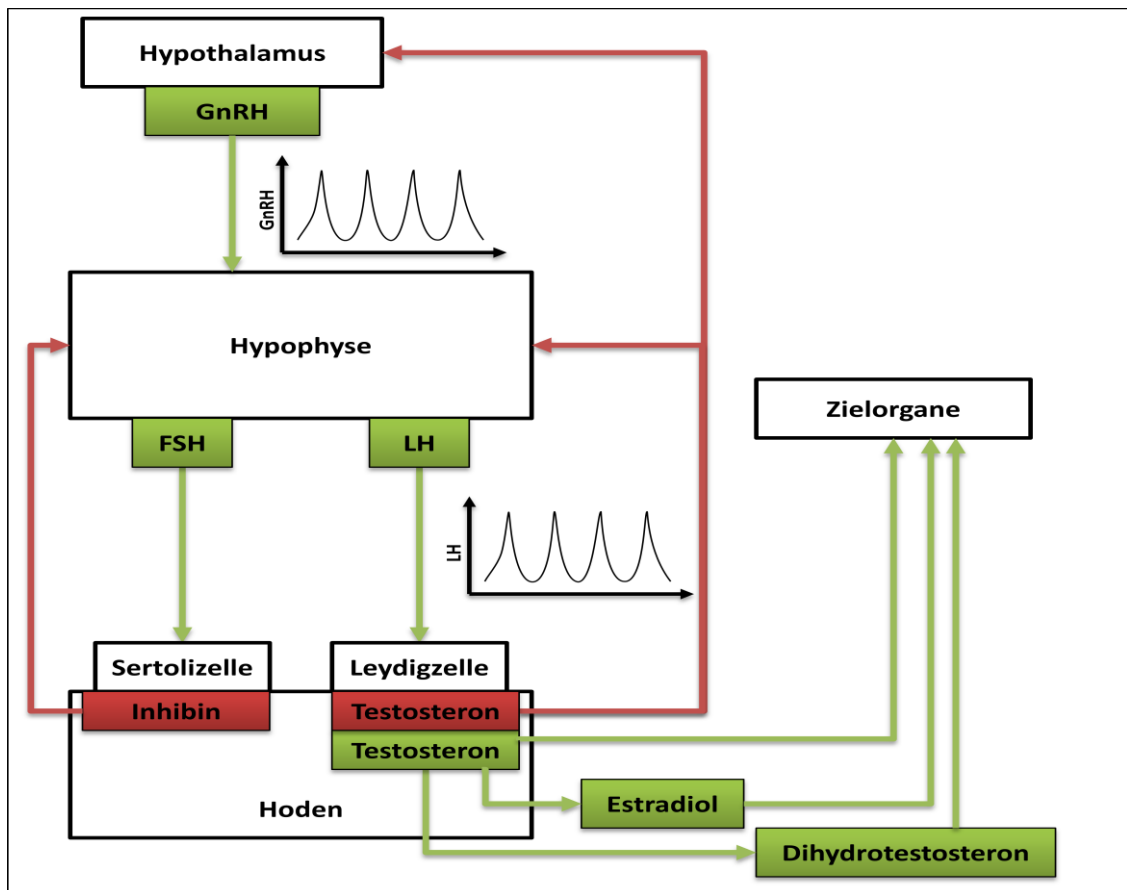 Hypothalamus
GnRH
GnRH
Hypophyse
Zielorgane
FSH
LH
LH
Sertolizelle
Leydigzelle
Inhibin
Testosteron
Testosteron
Hoden
Estradiol
Dihydrotestosteron